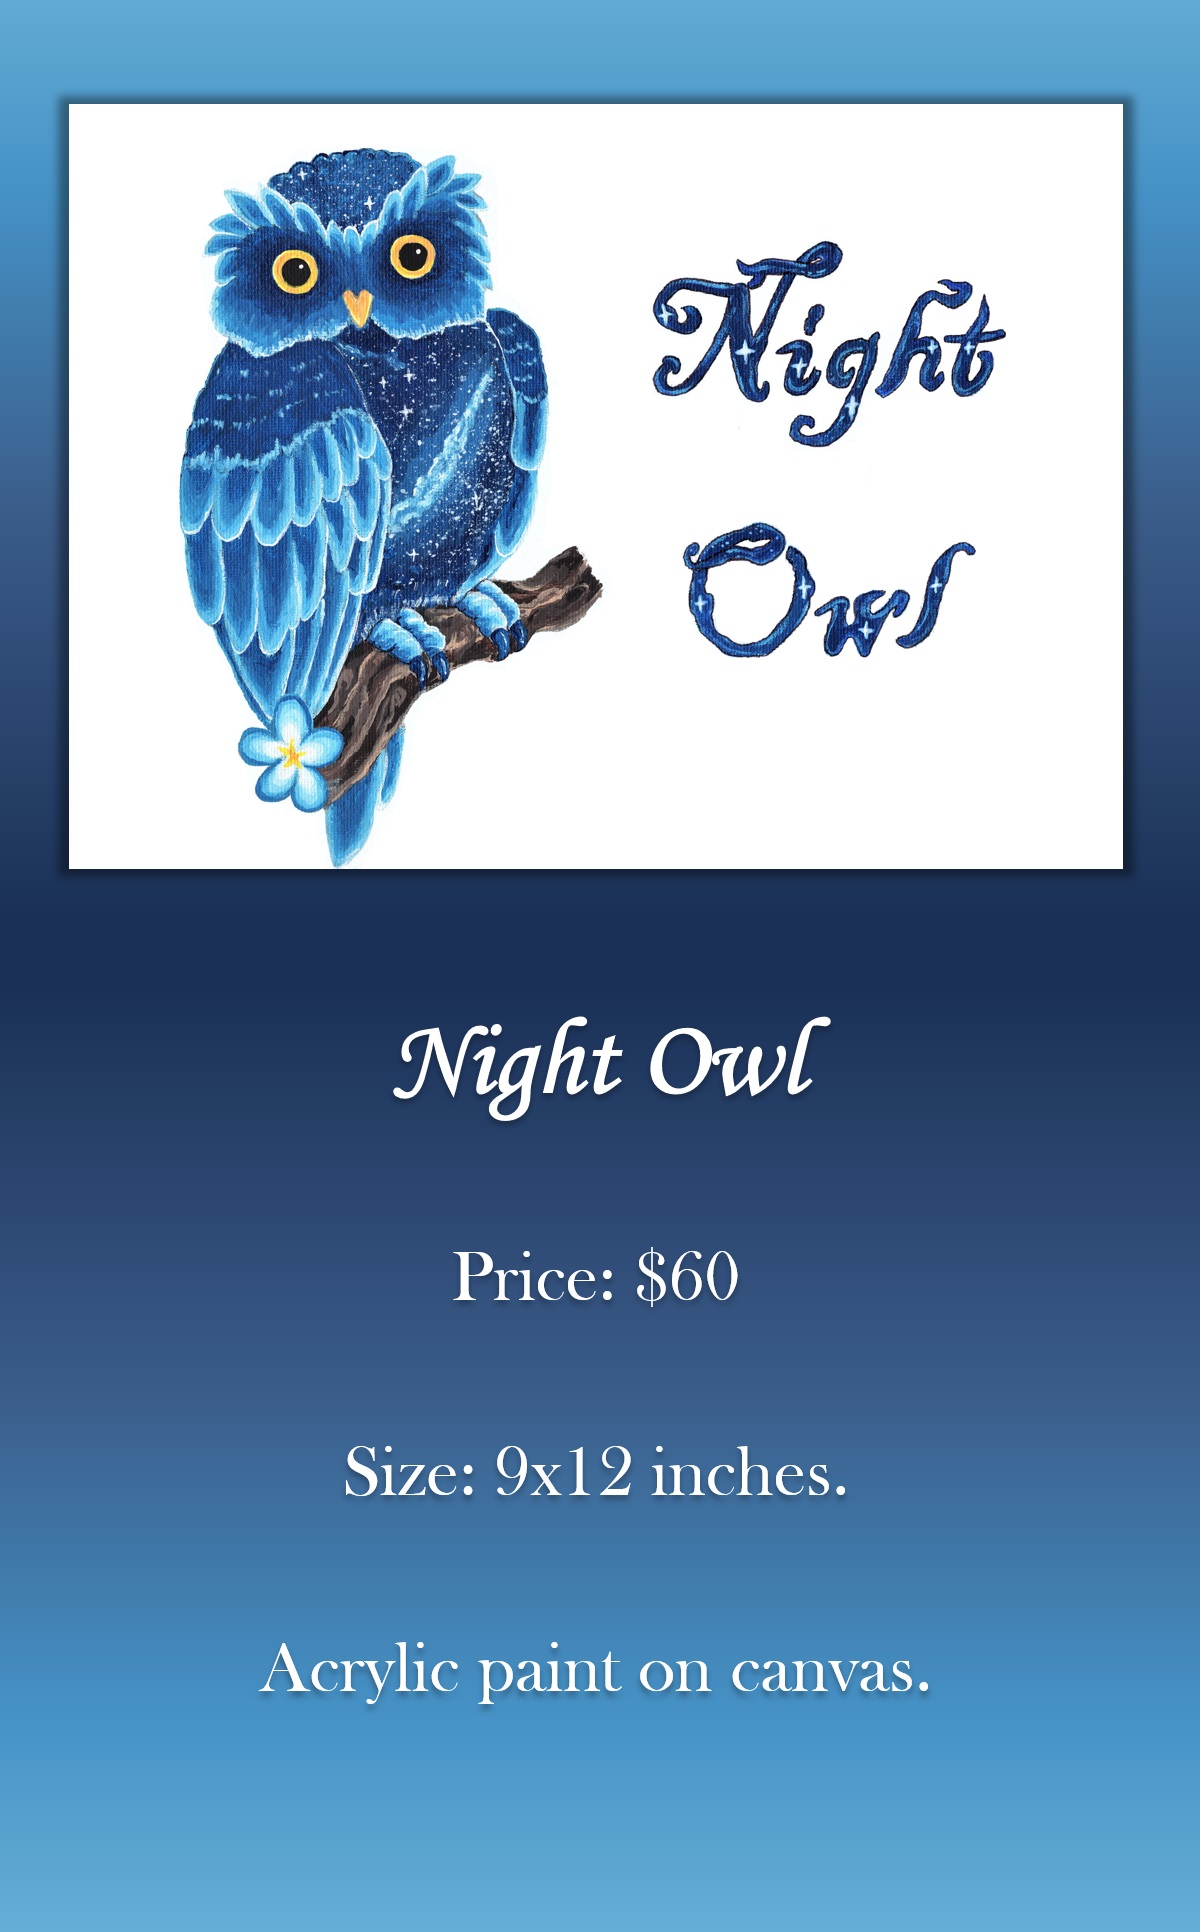 Night
Owl
Night Owl
Price: $60
Size: 9x12 inches.
Acrylic paint on canvas.